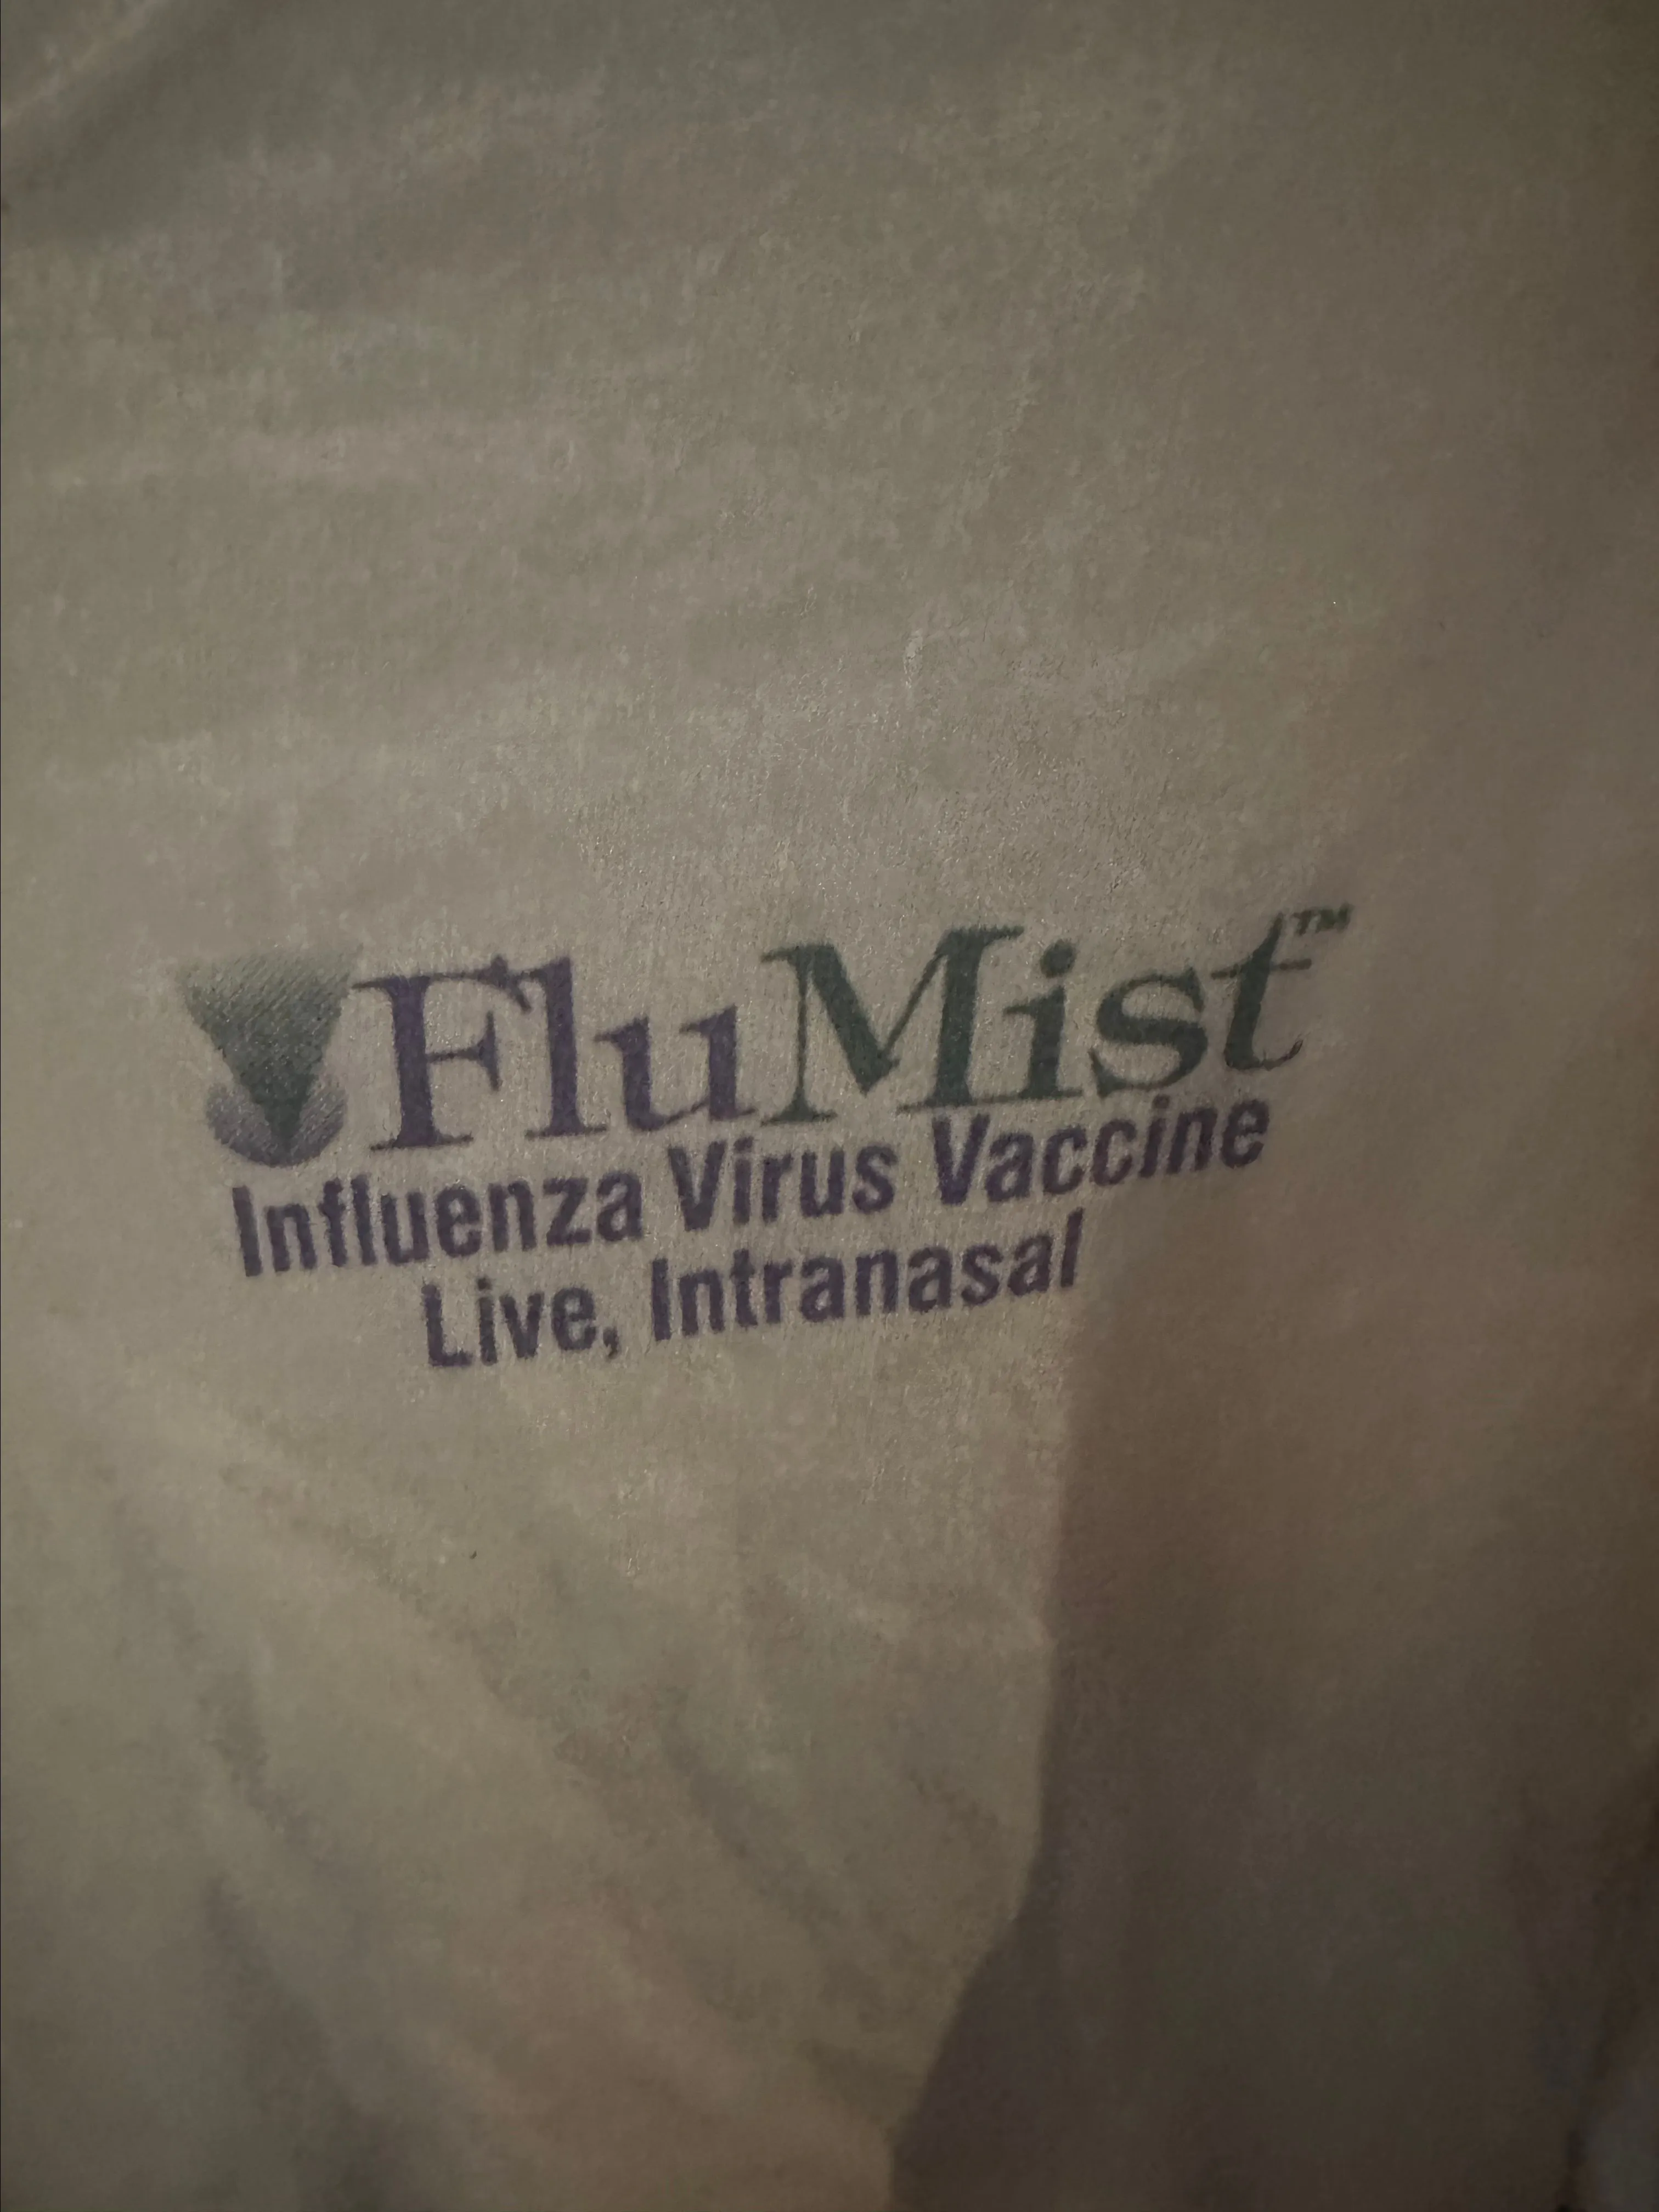 FluMist™
Influenza Virus Vaccine
Live, Intranasal